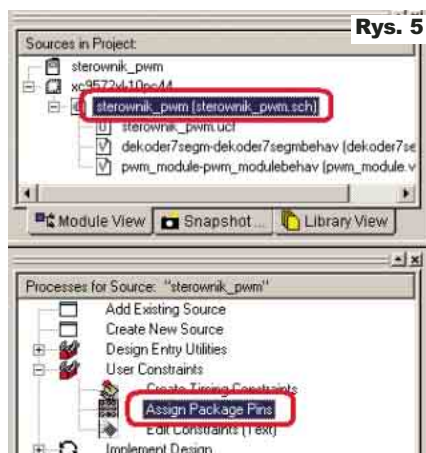 Rys. 5
Sources in Project:
sterownik_pwm
xc9572xl-10pc44
sterownik_pwm (sterownik_pwm.sch)
sterownik_pwm.ucf
dekoder7segm-dekoder7segmbehav (dekoder7se
pwm_module-pwm_modulebehav (pwm_module.v
Module View Snapshot ... Library View
Processes for Source: "sterownik_pwm"
Add Existing Source
Create New Source
Design Entry Utilities
User Constraints
Create Timing Constraints
Assign Package Pins
Edit Constraints (Text)
Implement Design